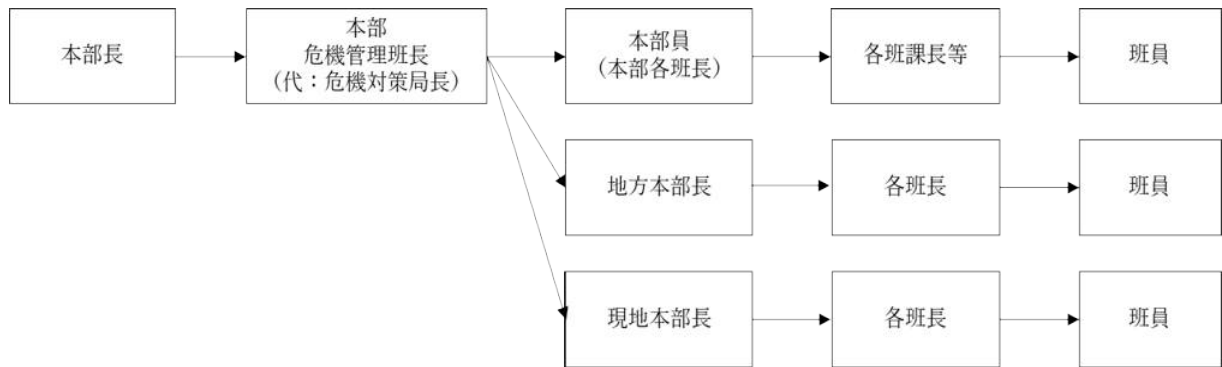 本部長
本部
危機管理班長
（代：危機対策局長）
本部員
（本部各班長）
各班課長等
班員
地方本部長
各班長
班員
現地本部長
各班長
班員